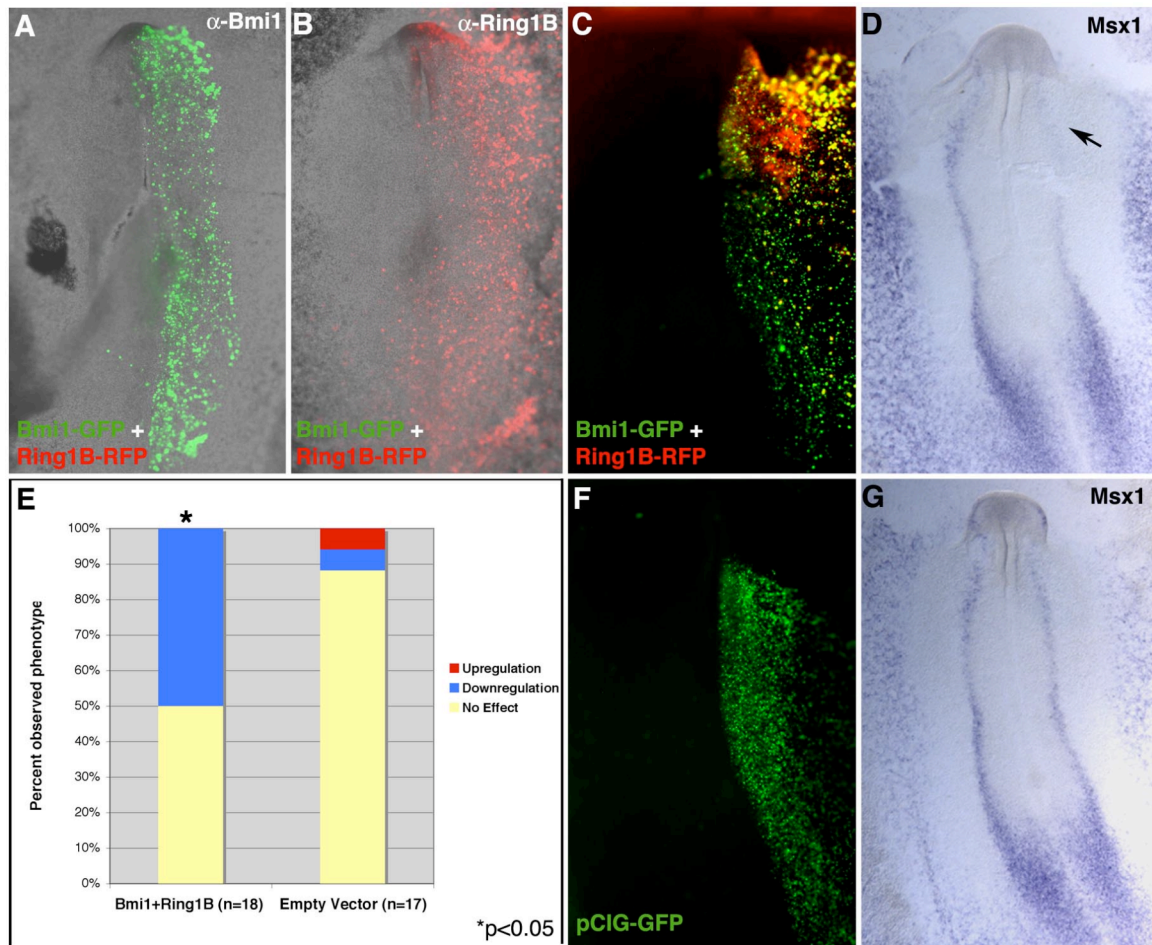 A
α-Bmi1
Bmi1-GFP +
Ring1B-RFP
B
α-Ring1B
Bmi1-GFP +
Ring1B-RFP
C
Bmi1-GFP +
Ring1B-RFP
D
Msx1
E
*
100%
90%
80%
70%
60%
50%
40%
30%
20%
10%
0%
Percent observed phenotype
Upregulation
Downregulation
No Effect
Bmi1+Ring1B (n=18)
Empty Vector (n=17)
*p<0.05
F
pCIG-GFP
G
Msx1